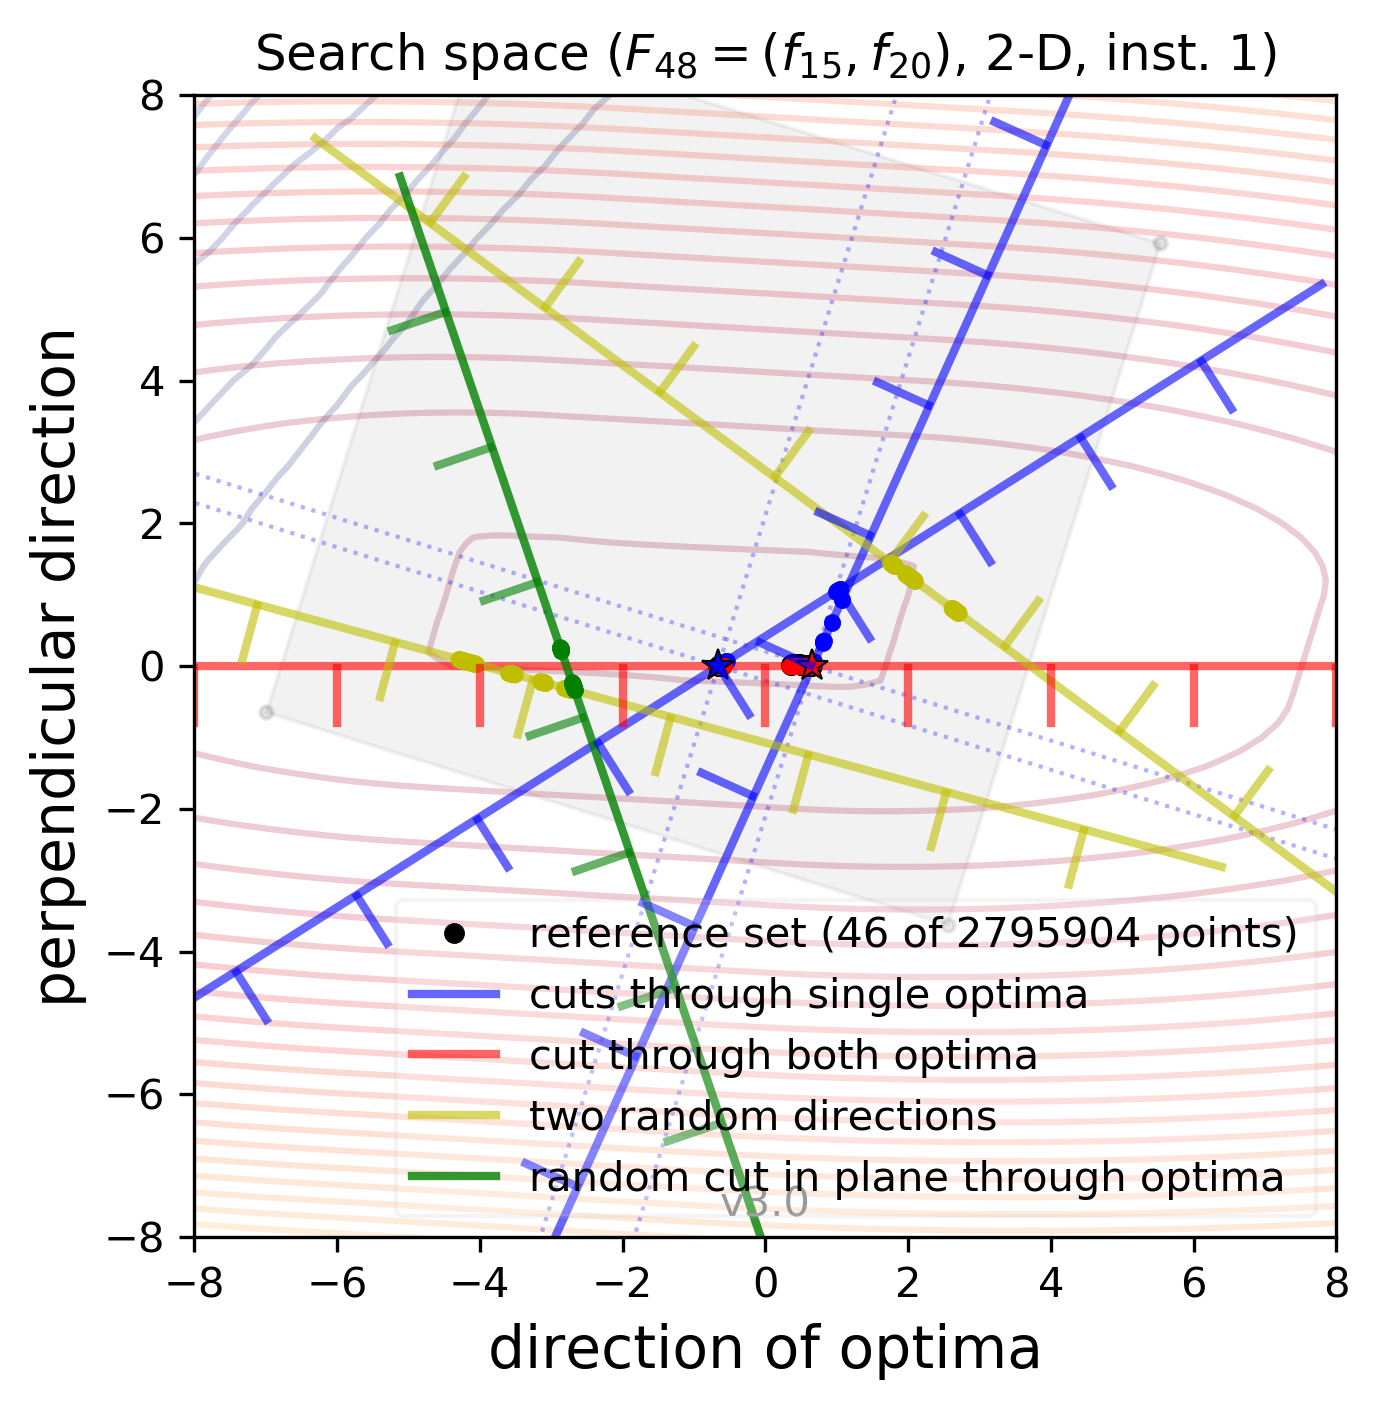 Search space (F48 = (f15, f20), 2-D, inst. 1)
8
6
4
2
0
−2
−4
−6
−8
perpendicular direction
reference set (46 of 2795904 points)
cuts through single optima
cut through both optima
two random directions
random cut in plane through optima
v3.0
−8 −6 −4 −2 0 2 4 6 8
direction of optima